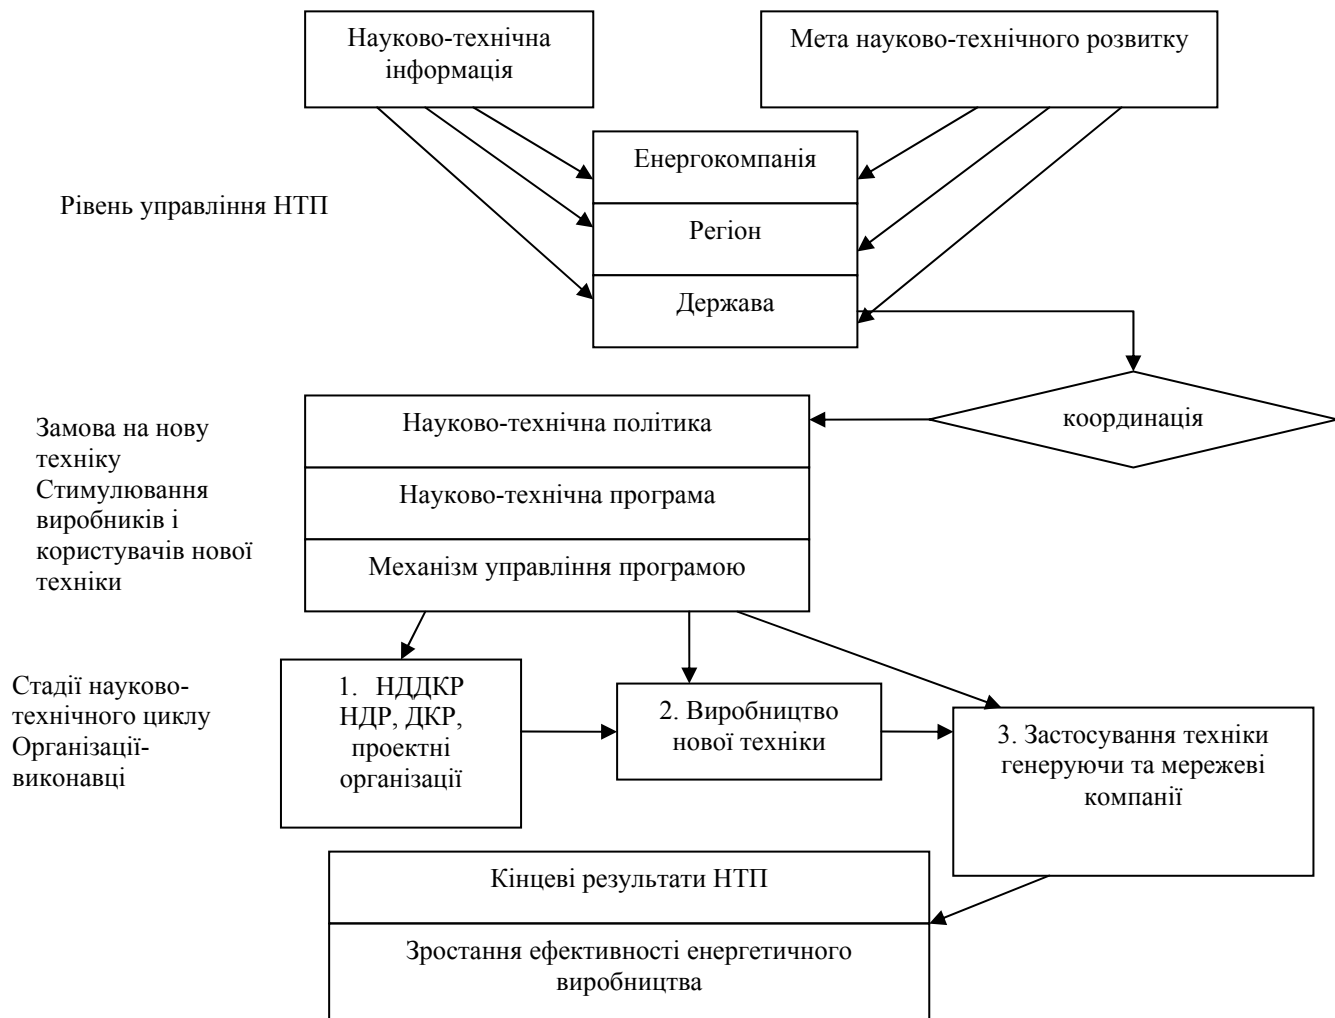 Науково-технічна
інформація
Мета науково-технічного розвитку
Енергокомпанія
Рівень управління НТП
Регіон
Держава
координація
Замова на нову
техніку
Стимулювання
виробників і
користувачів нової
техніки
Науково-технічна політика
Науково-технічна програма
Механізм управління програмою
Стадії науково-
технічного циклу
Організації-
виконавці
1. НДДКР
НДР, ДКР,
проектні
організації
2. Виробництво
нової техніки
3. Застосування техніки
генеруючи та мережеві
компанії
Кінцеві результати НТП
Зростання ефективності енергетичного
виробництва